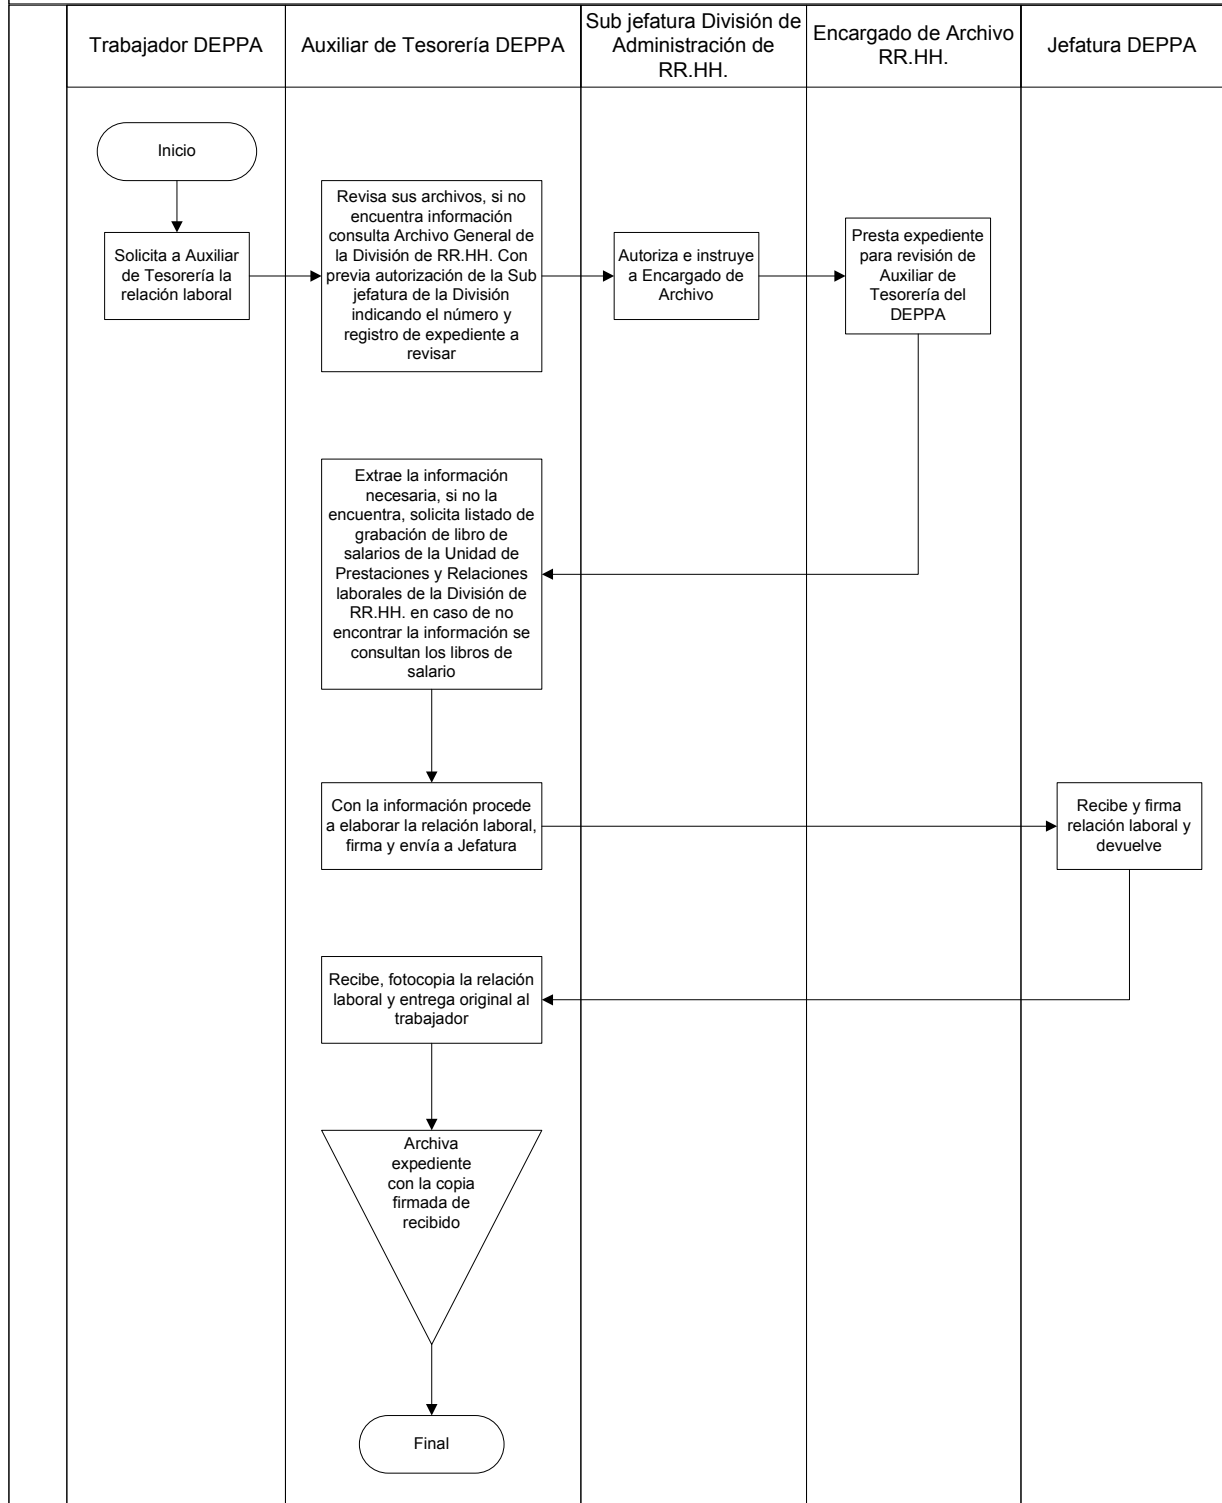 Trabajador DEPPA
Auxiliar de Tesorería DEPPA
Sub jefatura División de
Administración de
RR.HH.
Encargado de Archivo
RR.HH.
Jefatura DEPPA
Inicio
Solicita a Auxiliar
de Tesorería la
relación laboral
Revisa sus archivos, si no
encuentra información
consulta Archivo General de
la División de RR.HH. Con
previa autorización de la Sub
jefatura de la División
indicando el número y
registro de expediente a
revisar
Autoriza e instruye
a Encargado de
Archivo
Presta expediente
para revisión de
Auxiliar de
Tesorería del
DEPPA
Extrae la información
necesaria, si no la
encuentra, solicita listado de
grabación de libro de
salarios de la Unidad de
Prestaciones y Relaciones
laborales de la División de
RR.HH. en caso de no
encontrar la información se
consultan los libros de
salario
Con la información procede
a elaborar la relación laboral,
firma y envía a Jefatura
Recibe y firma
relación laboral y
devuelve
Recibe, fotocopia la relación
laboral y entrega original al
trabajador
Archiva
expediente
con la copia
firmada de
recibido
Final